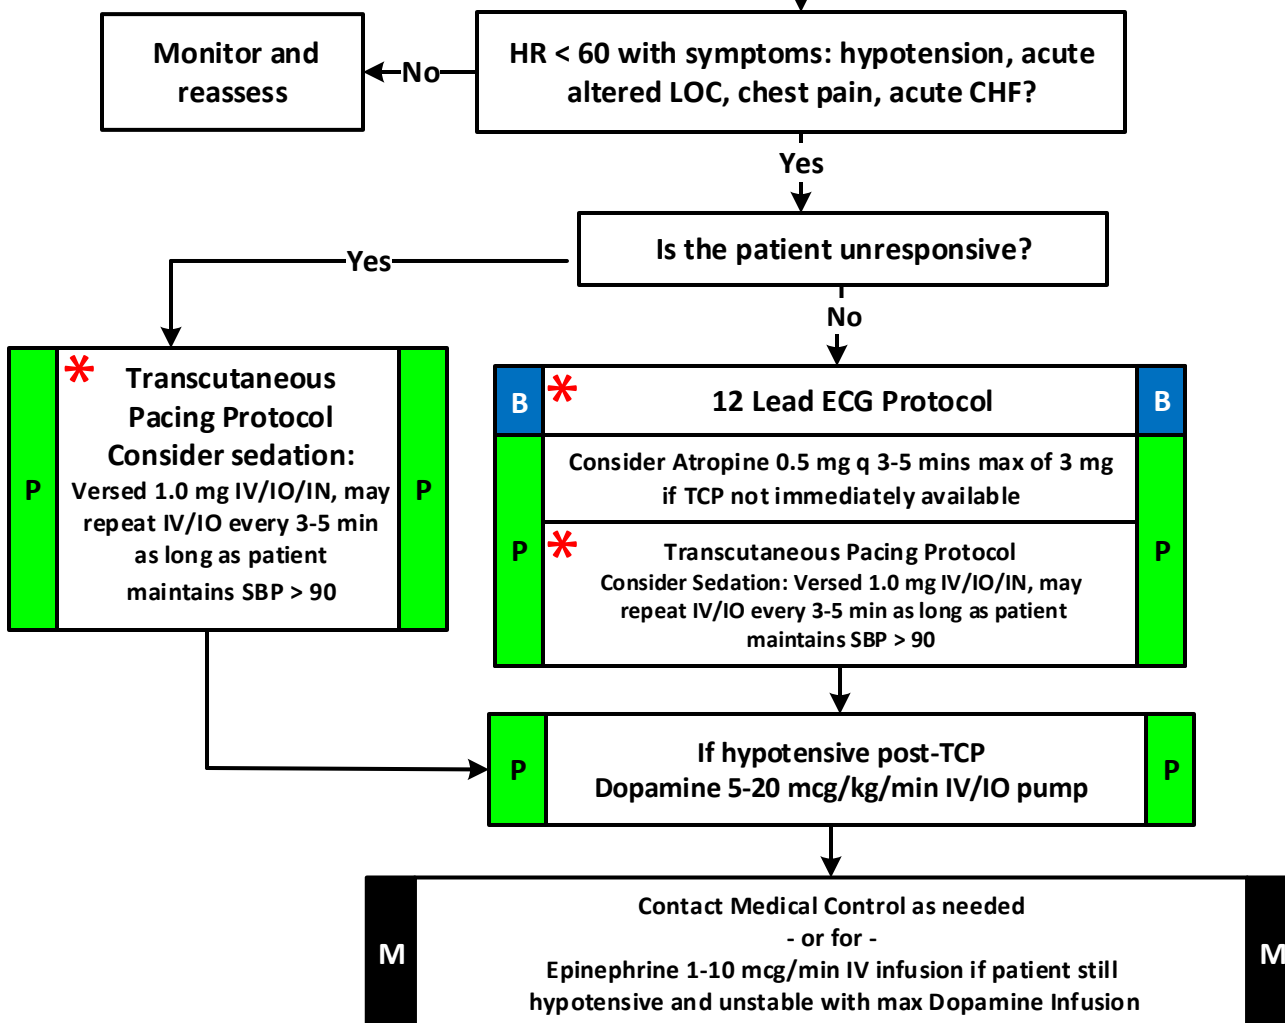 Monitor and
reassess
No
HR < 60 with symptoms: hypotension, acute
altered LOC, chest pain, acute CHF?
Yes
Is the patient unresponsive?
Yes
No
P
* Transcutaneous
Pacing Protocol
Consider sedation:
Versed 1.0 mg IV/IO/IN, may
repeat IV/IO every 3-5 min
as long as patient
maintains SBP > 90
P
B
* 12 Lead ECG Protocol
B
P
Consider Atropine 0.5 mg q 3-5 mins max of 3 mg
if TCP not immediately available
* Transcutaneous Pacing Protocol
Consider Sedation: Versed 1.0 mg IV/IO/IN, may
repeat IV/IO every 3-5 min as long as patient
maintains SBP > 90
P
P
If hypotensive post-TCP
Dopamine 5-20 mcg/kg/min IV/IO pump
P
M
Contact Medical Control as needed
- or for -
Epinephrine 1-10 mcg/min IV infusion if patient still
hypotensive and unstable with max Dopamine Infusion
M